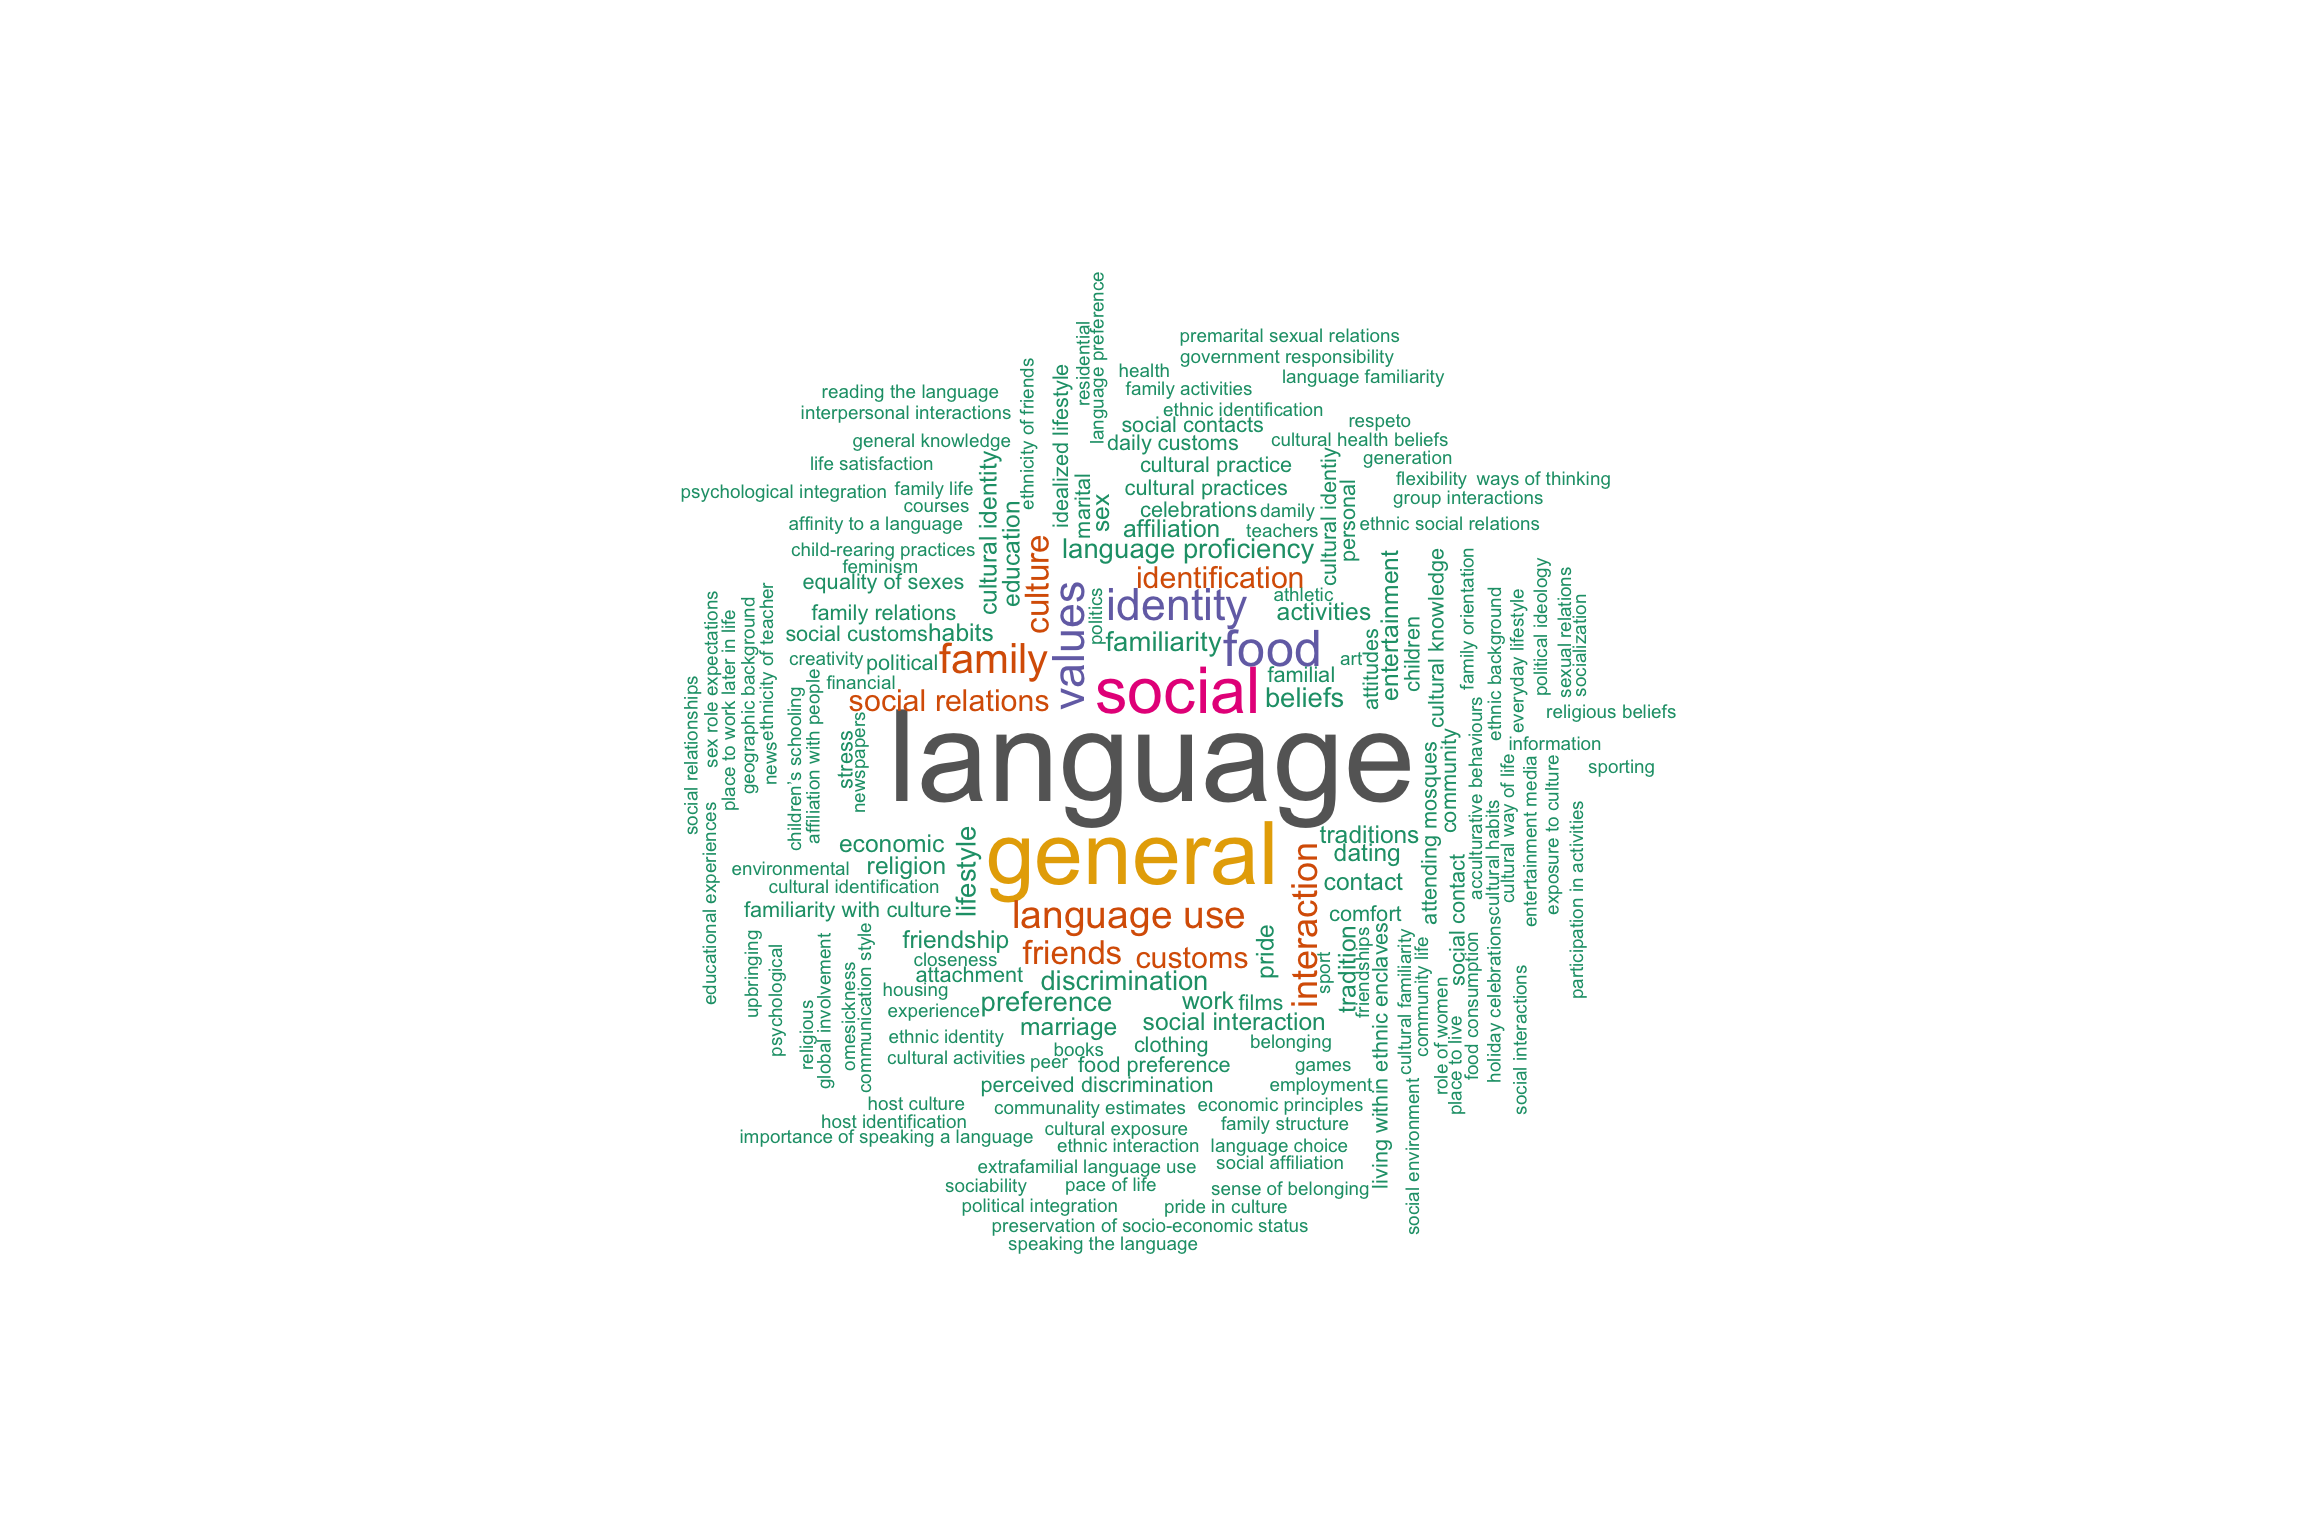 language preference
residential
premarital sexual relations
government responsibility
health
language familiarity
family activities
reading the language
interpersonal interactions
ethnicity of friends
idealized lifestyle
ethnic identification
social contacts
respeto
daily customs
cultural health beliefs
general knowledge
generation
life satisfaction
cultural practice
flexibility
ways of thinking
psychological integration
family life
cultural practices
group interactions
courses
cultural identity
education
marital
sex
celebrations
damily
cultural identiy
personal
affinity to a language
affiliation
teachers
ethnic social relations
child-rearing practices
language proficiency
feminism
equality of sexes
culture
identification
values
politics
identity
athletic
activities
entertainment
cultural knowledge
family orientation
ethnic background
everyday lifestyle
political ideology
sexual relations
socialization
family relations
social customs
habits
familiarity
food
attitudes
children
creativity
political
family
art
familial
financial
social relations
social
beliefs
social relationships
sex role expectations
place to work later in life
geographic background
news
ethnicity of teacher
children's schooling
affiliation with people
stress
newspapers
language
religious beliefs
information
sporting
attending mosques
community
acculturative behaviours
cultural habits
cultural way of life
entertainment media
exposure to culture
participation in activities
educational experiences
economic
general
traditions
dating
religion
lifestyle
environmental
cultural identification
contact
familiarity with culture
language use
interaction
comfort
friendship
friends
customs
pride
closeness
attachment
discrimination
sport
tradition
friendships
living within ethnic enclaves
cultural familiarity
community life
role of women
place to live
social contact
food consumption
holiday celebrations
social interactions
upbringing
psychological
religious
global involvement
omesickness
communication style
housing
experience
preference
work
films
ethnic identity
marriage
social interaction
books
clothing
belonging
cultural activities
peer
food preference
games
perceived discrimination
employment
host culture
communality estimates
economic principles
social environment
host identification
cultural exposure
family structure
importance of speaking a language
ethnic interaction
language choice
extrafamilial language use
social affiliation
sociability
pace of life
sense of belonging
political integration
pride in culture
preservation of socio-economic status
speaking the language